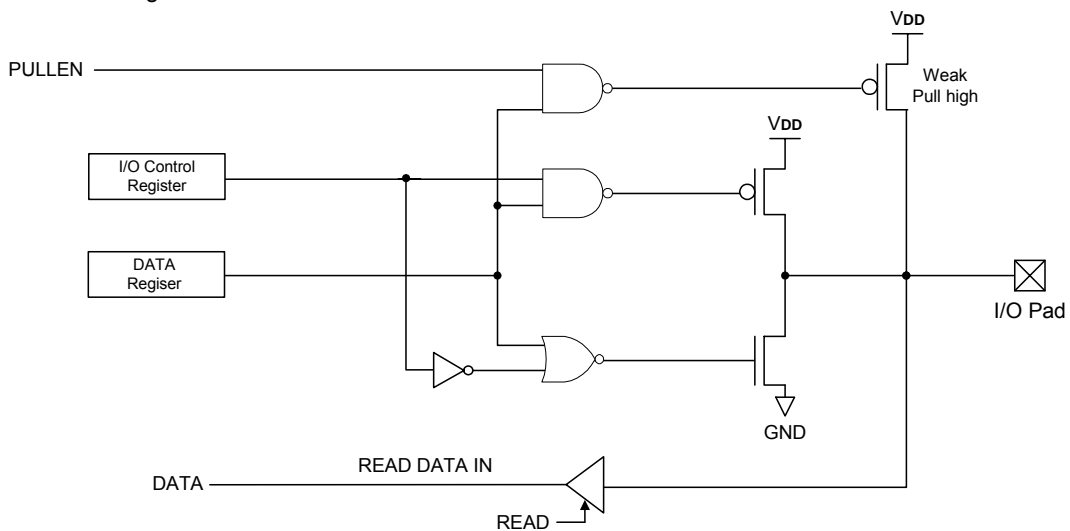 VDD
PULLEN
Weak
Pull high
VDD
I/O Control
Register
DATA
Regiser
I/O Pad
GND
READ DATA IN
DATA
READ